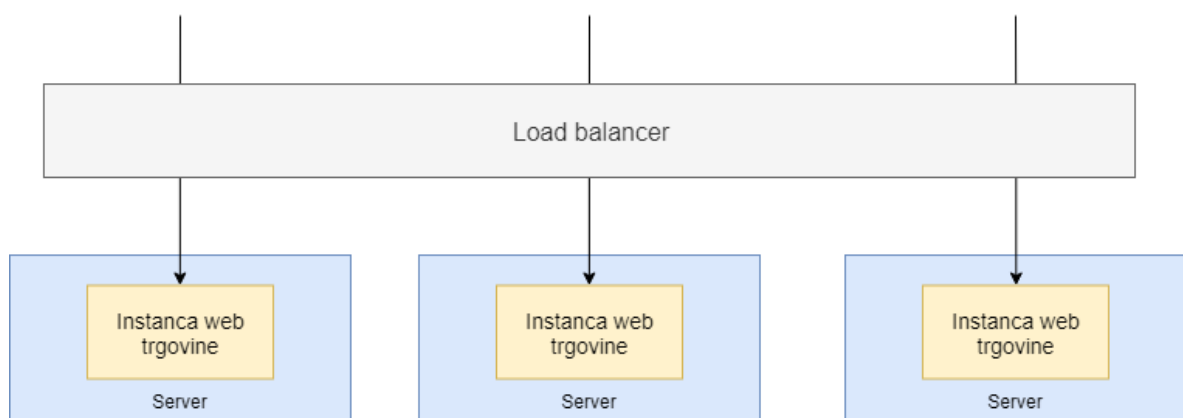 Load balancer
Instanca web
trgovine
Server
Instanca web
trgovine
Server
Instanca web
trgovine
Server